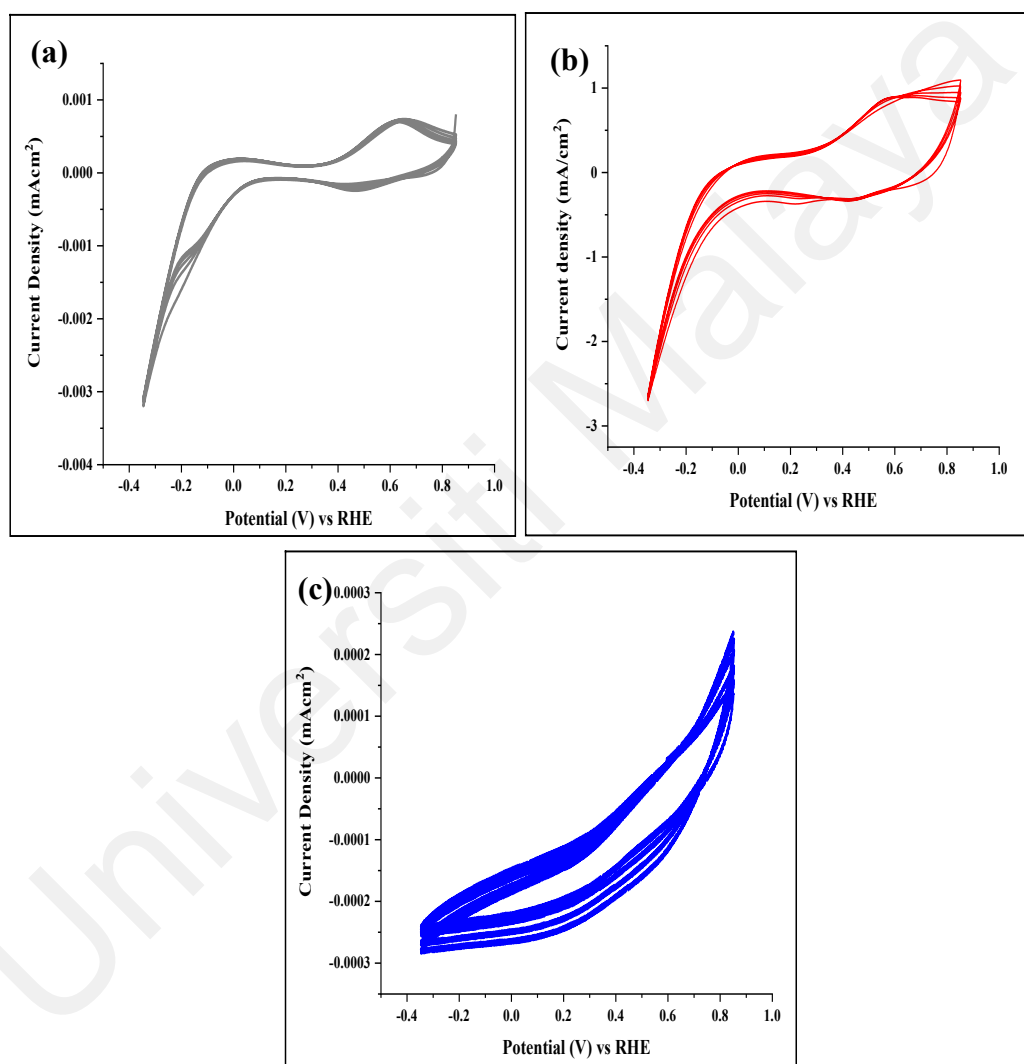 (a)
0.001
0.000
-0.001
-0.002
-0.003
-0.004
-0.4 -0.2 0.0 0.2 0.4 0.6 0.8 1.0
Current Density (mAcm²)
Potential (V) vs RHE
(b)
1
0
-1
-2
-3
-0.4 -0.2 0.0 0.2 0.4 0.6 0.8 1.0
Current density (mA/cm²)
Potential (V) vs RHE
(c)
0.0003
0.0002
0.0001
0.0000
-0.0001
-0.0002
-0.0003
-0.4 -0.2 0.0 0.2 0.4 0.6 0.8 1.0
Current Density (mAcm²)
Potential (V) vs RHE
Universiti Malaya